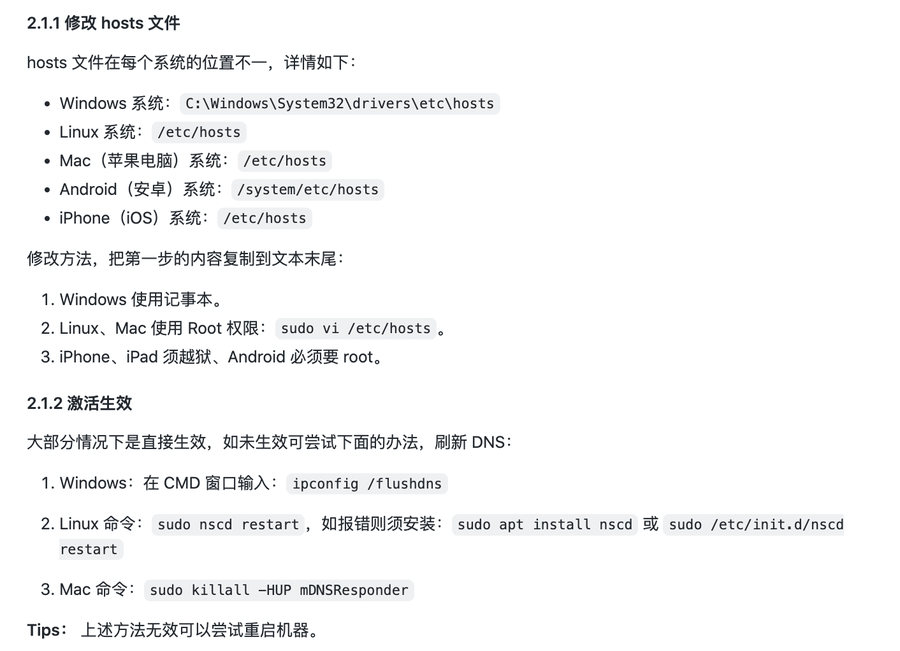 2.1.1 修改 hosts 文件
hosts 文件在每个系统的位置不一，详情如下：
• Windows 系统： C:\Windows\System32\drivers\etc\hosts
• Linux 系统： /etc/hosts
• Mac（苹果电脑）系统： /etc/hosts
• Android（安卓）系统： /system/etc/hosts
• iPhone（iOS）系统： /etc/hosts
修改方法，把第一步的内容复制到文本末尾：
1. Windows 使用记事本。
2. Linux、Mac 使用 Root 权限： sudo vi /etc/hosts 。
3. iPhone、iPad 须越狱、Android 必须要 root。
2.1.2 激活生效
大部分情况下是直接生效，如未生效可尝试下面的办法，刷新 DNS：
1. Windows：在 CMD 窗口输入： ipconfig /flushdns
2. Linux 命令： sudo nscd restart ，如报错则须安装： sudo apt install nscd 或 sudo /etc/init.d/nscd
restart
3. Mac 命令： sudo killall -HUP mDNSResponder
Tips： 上述方法无效可以尝试重启机器。